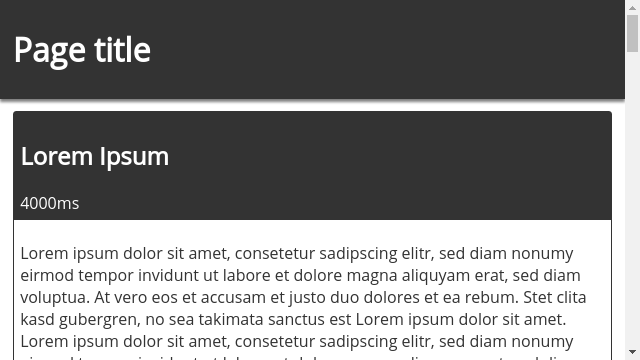 Page title
Lorem Ipsum
4000ms
Lorem ipsum dolor sit amet, consetetur sadipscing elitr, sed diam nonumy
eirmod tempor invidunt ut labore et dolore magna aliquyam erat, sed diam
voluptua. At vero eos et accusam et justo duo dolores et ea rebum. Stet clita
kasd gubergren, no sea takimata sanctus est Lorem ipsum dolor sit amet.
Lorem ipsum dolor sit amet, consetetur sadipscing elitr, sed diam nonumy